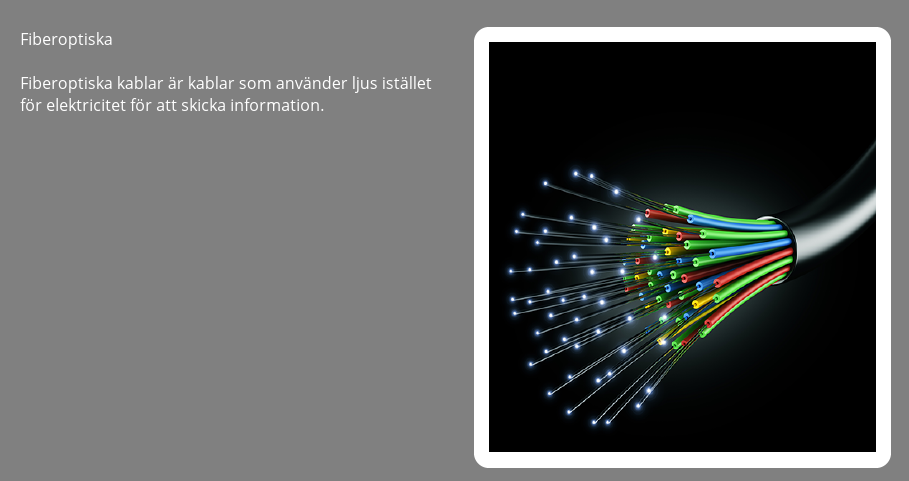 Fiberoptiska
Fiberoptiska kablar är kablar som använder ljus istället
för elektricitet för att skicka information.